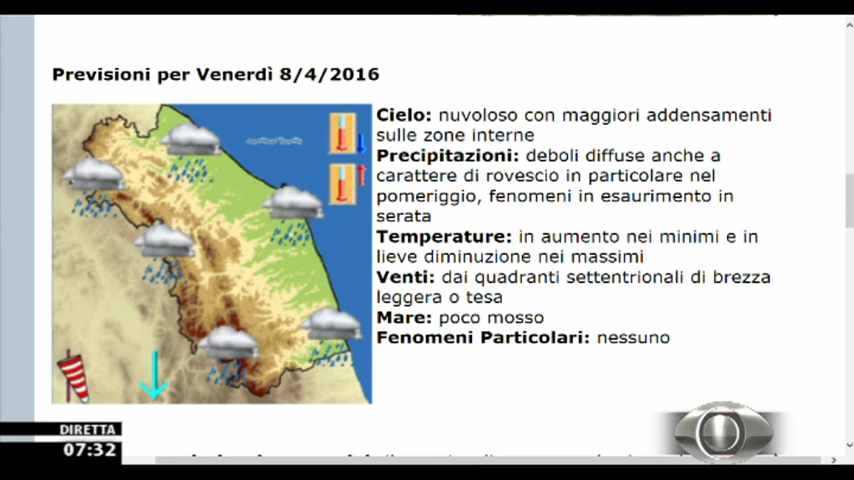 Previsioni per Venerdì 8/4/2016
Cielo: nuvoloso con maggiori addensamenti
sulle zone interne
Precipitazioni: deboli diffuse anche a
carattere di rovescio in particolare nel
pomeriggio, fenomeni in esaurimento in
serata
Temperature: in aumento nei minimi e in
lieve diminuzione nei massimi
Venti: dai quadranti settentrionali di brezza
leggera o tesa
Mare: poco mosso
Fenomeni Particolari: nessuno
DIRETTA
07:32